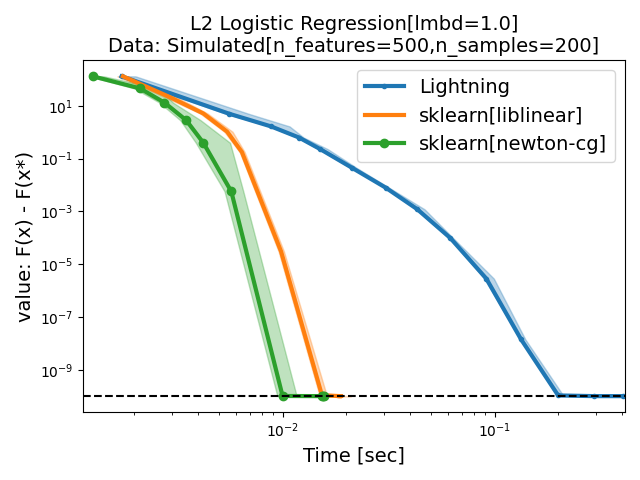 L2 Logistic Regression[lmbd=1.0]
Data: Simulated[n_features=500,n_samples=200]
value: F(x) - F(x*)
10^1
10^-1
10^-3
10^-5
10^-7
10^-9
Lightning
sklearn[liblinear]
sklearn[newton-cg]
10^-2
10^-1
Time [sec]